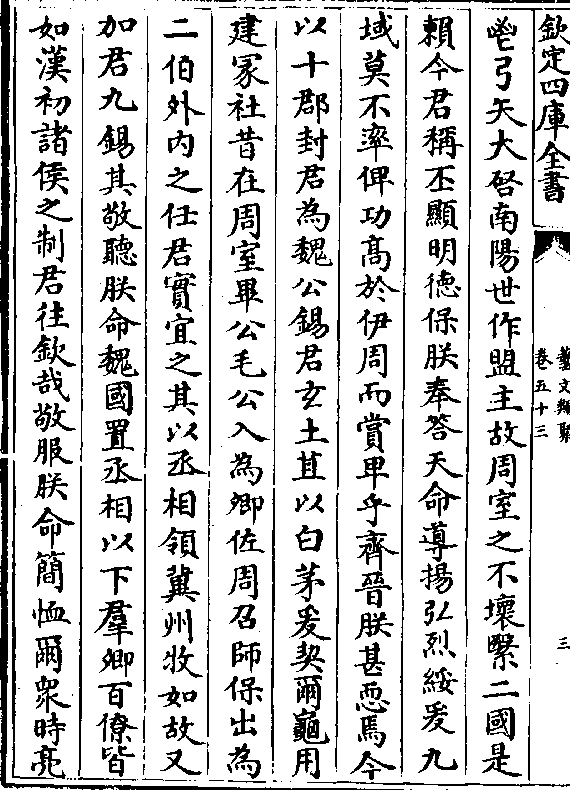 欽定四庫全書
藝文類聚
卷五十三
三
鬯弓矢大啓南陽世作盟主故周室之不壞繄二國是
賴今君稱丕顯明德保朕奉答天命導揚弘烈綏爰九
域莫不率俾功髙於伊周而賞卑乎齊晉朕甚恧焉今
以十郡封君為魏公錫君玄土苴以白茅爰契爾龜用
建冢社昔在周室畢公毛公入為卿佐周召師保出為
二伯外内之任君實宜之其以丞相領冀州牧如故又
加君九錫其敬聽朕命魏國置丞相以下羣卿百僚皆
如漢初諸侯之制君往欽哉敬服朕命簡恤爾衆時亮